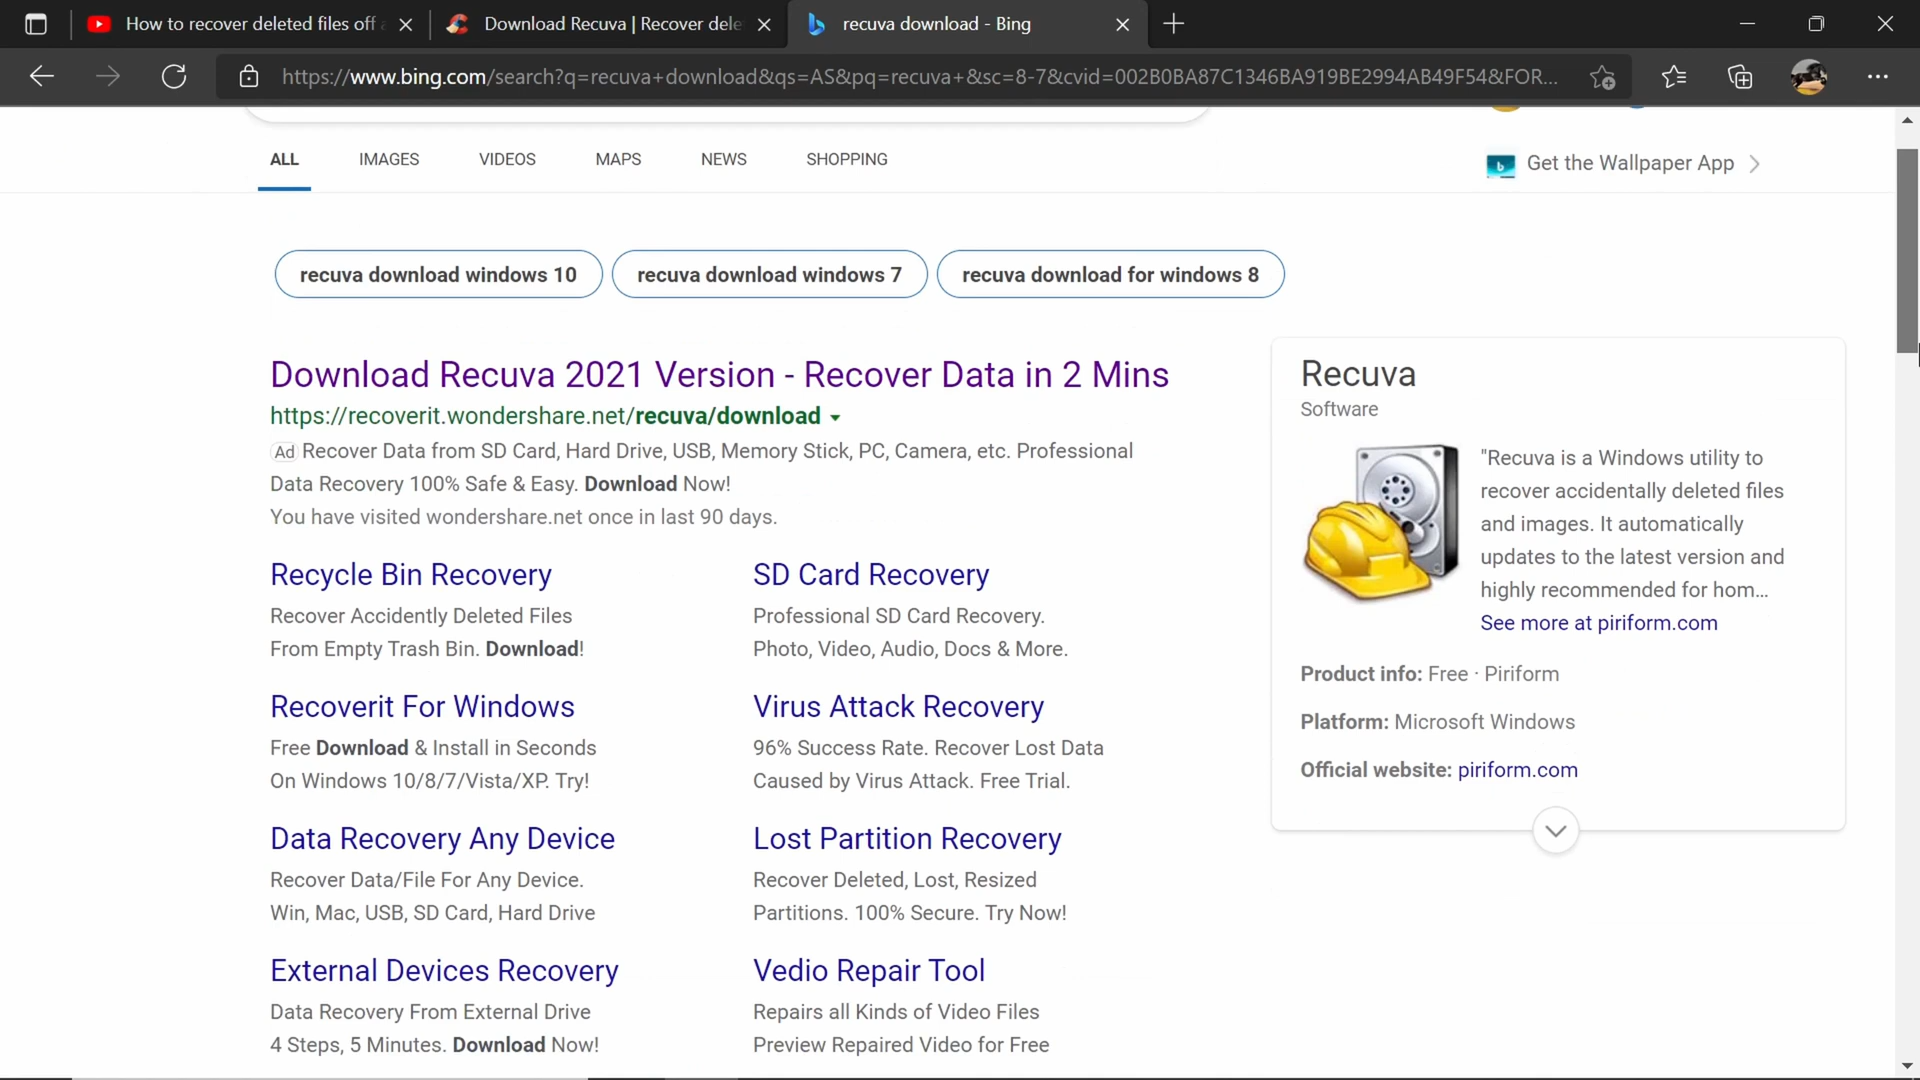 How to recover deleted files off
Download Recuva | Recover dele
recuva download - Bing
https://www.bing.com/search?q=recuva+download&qs=AS&pq=recuva+&sc=8-7&cvid=002B0BA87C1346BA919BE2994AB49F54&FOR...
ALL IMAGES VIDEOS MAPS NEWS SHOPPING
Get the Wallpaper App
recuva download windows 10
recuva download windows 7
recuva download for windows 8
Download Recuva 2021 Version - Recover Data in 2 Mins
https://recoverit.wondershare.net/recuva/download
Ad Recover Data from SD Card, Hard Drive, USB, Memory Stick, PC, Camera, etc. Professional
Data Recovery 100% Safe & Easy. Download Now!
You have visited wondershare.net once in last 90 days.
Recycle Bin Recovery
Recover Accidently Deleted Files
From Empty Trash Bin. Download!
SD Card Recovery
Professional SD Card Recovery.
Photo, Video, Audio, Docs & More.
Recoverit For Windows
Free Download & Install in Seconds
On Windows 10/8/7/Vista/XP. Try!
Virus Attack Recovery
96% Success Rate. Recover Lost Data
Caused by Virus Attack. Free Trial.
Data Recovery Any Device
Recover Data/File For Any Device.
Win, Mac, USB, SD Card, Hard Drive
Lost Partition Recovery
Recover Deleted, Lost, Resized
Partitions. 100% Secure. Try Now!
External Devices Recovery
Data Recovery From External Drive
4 Steps, 5 Minutes. Download Now!
Vedio Repair Tool
Repairs all Kinds of Video Files
Preview Repaired Video for Free
Recuva
Software
"Recuva is a Windows utility to
recover accidentally deleted files
and images. It automatically
updates to the latest version and
highly recommended for hom...
See more at piriform.com
Product info: Free · Piriform
Platform: Microsoft Windows
Official website: piriform.com